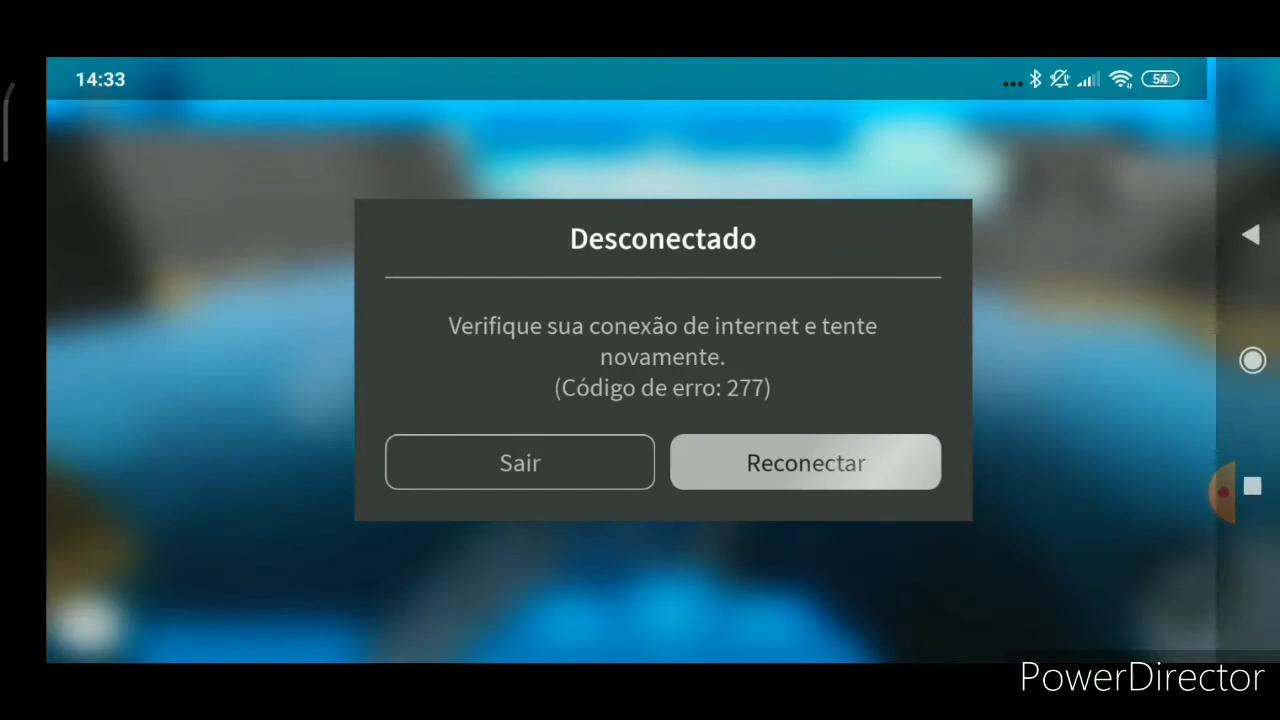 14:33
54
Desconectado
Verifique sua conexão de internet e tente
novamente.
(Código de erro: 277)
Sair
Reconectar
PowerDirector